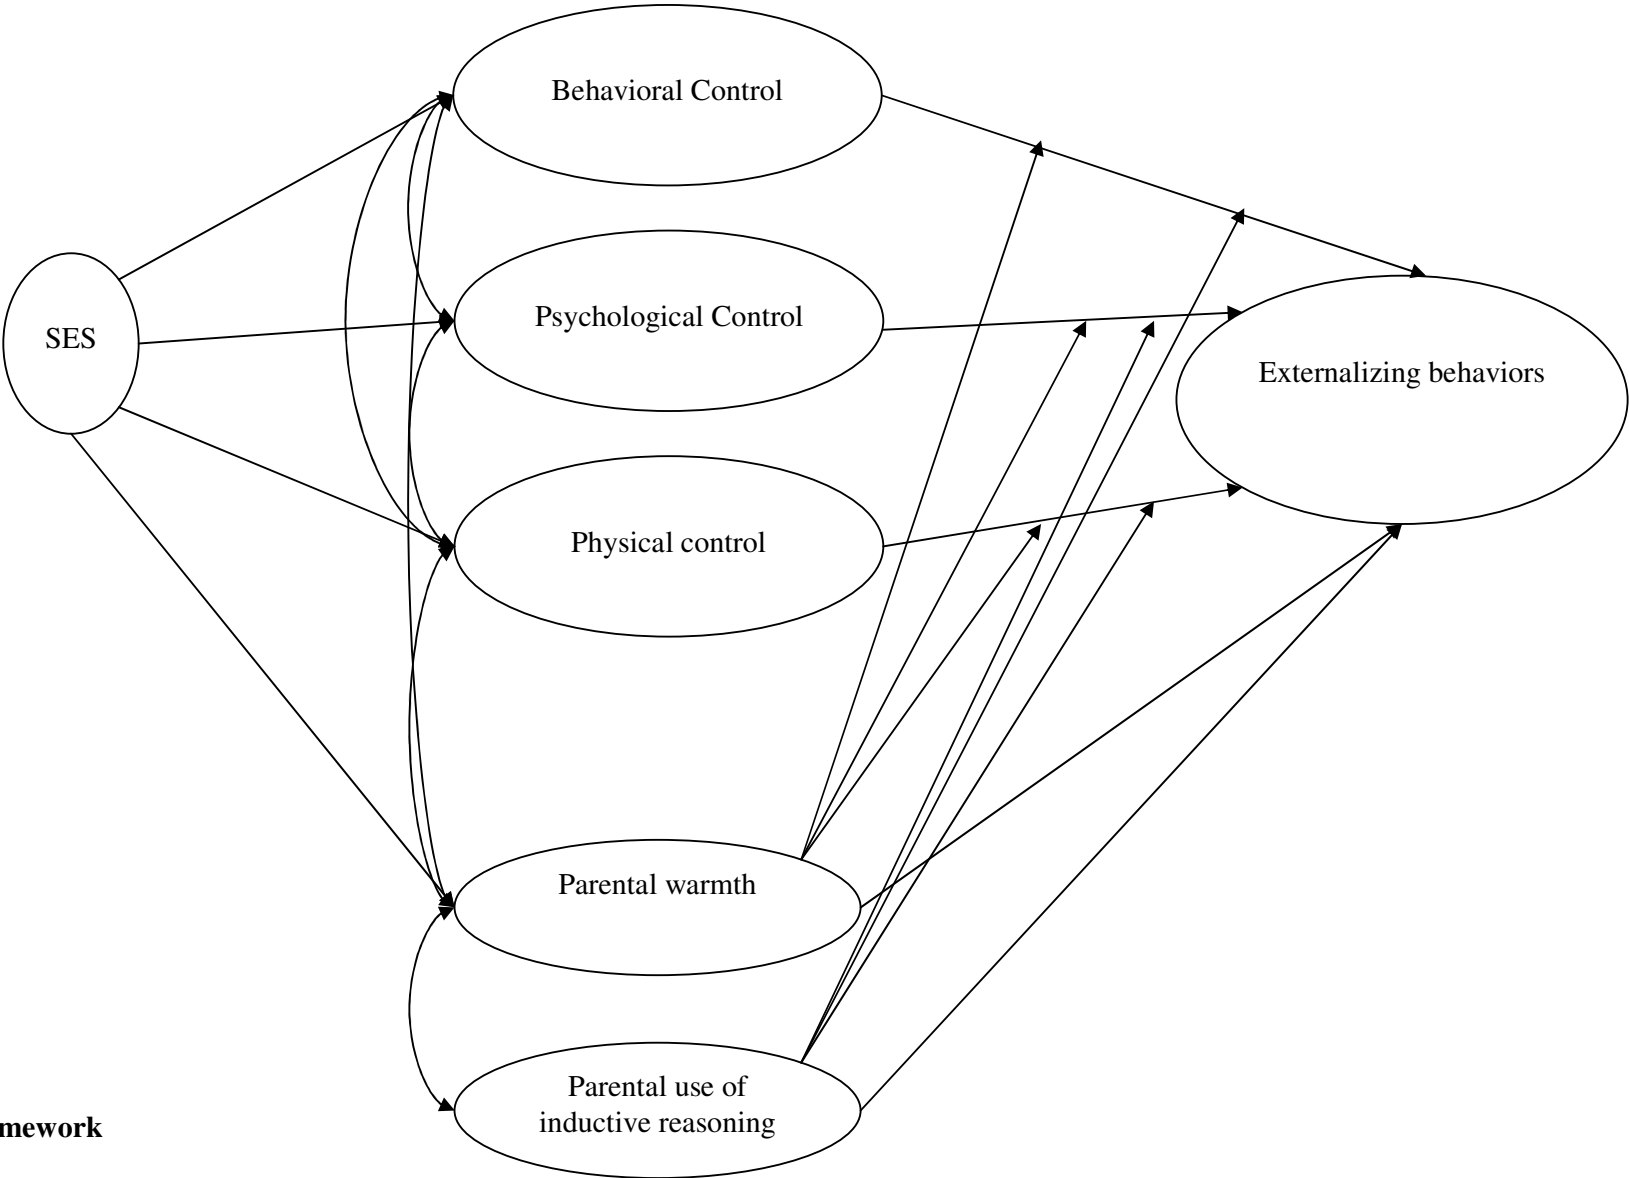 Behavioral Control
Psychological Control
SES
Externalizing behaviors
Physical control
Parental warmth
Parental use of
inductive reasoning
mework